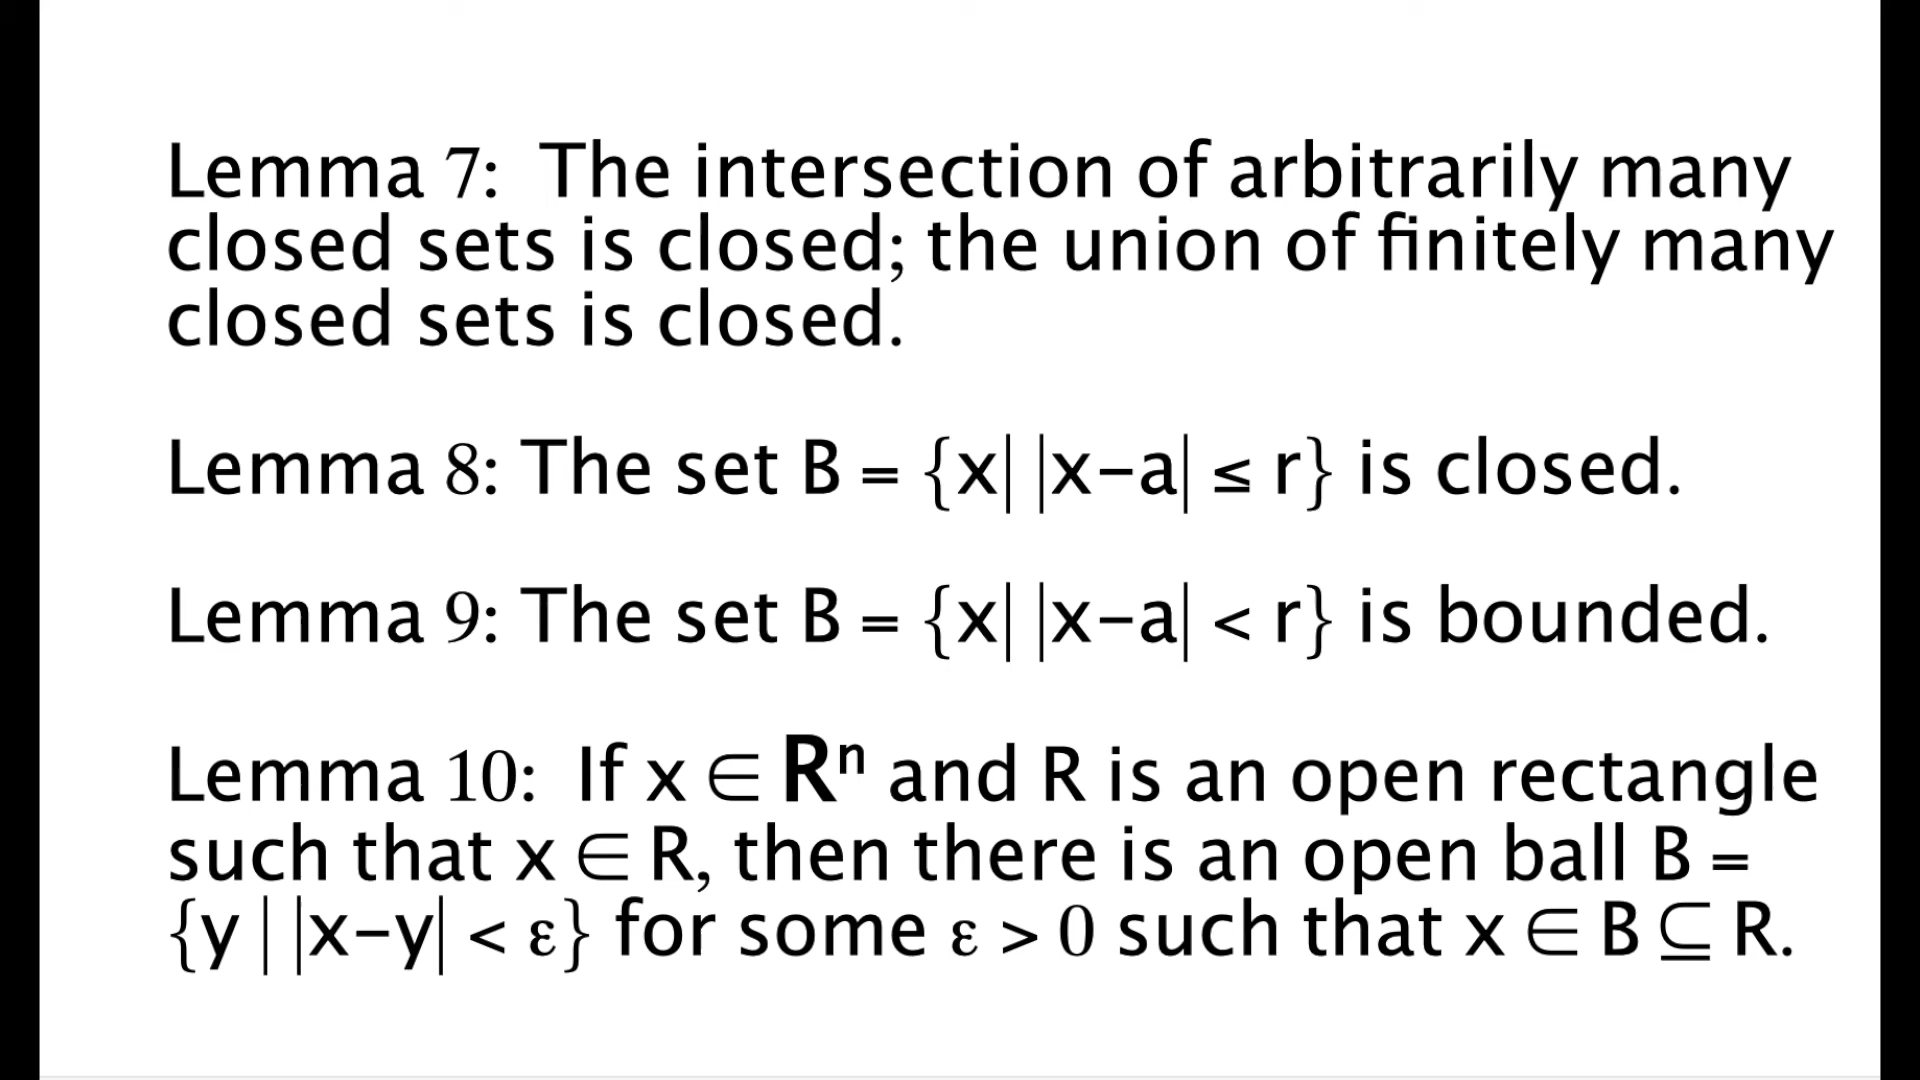 Lemma 7:  The intersection of arbitrarily many
closed sets is closed; the union of finitely many
closed sets is closed.
Lemma 8: The set B = {x| |x−a| ≤ r} is closed.
Lemma 9: The set B = {x| |x−a| < r} is bounded.
Lemma 10:  If x ∈ Rⁿ and R is an open rectangle
such that x ∈ R, then there is an open ball B =
{y | |x−y| < ε} for some ε > 0 such that x ∈ B ⊆ R.